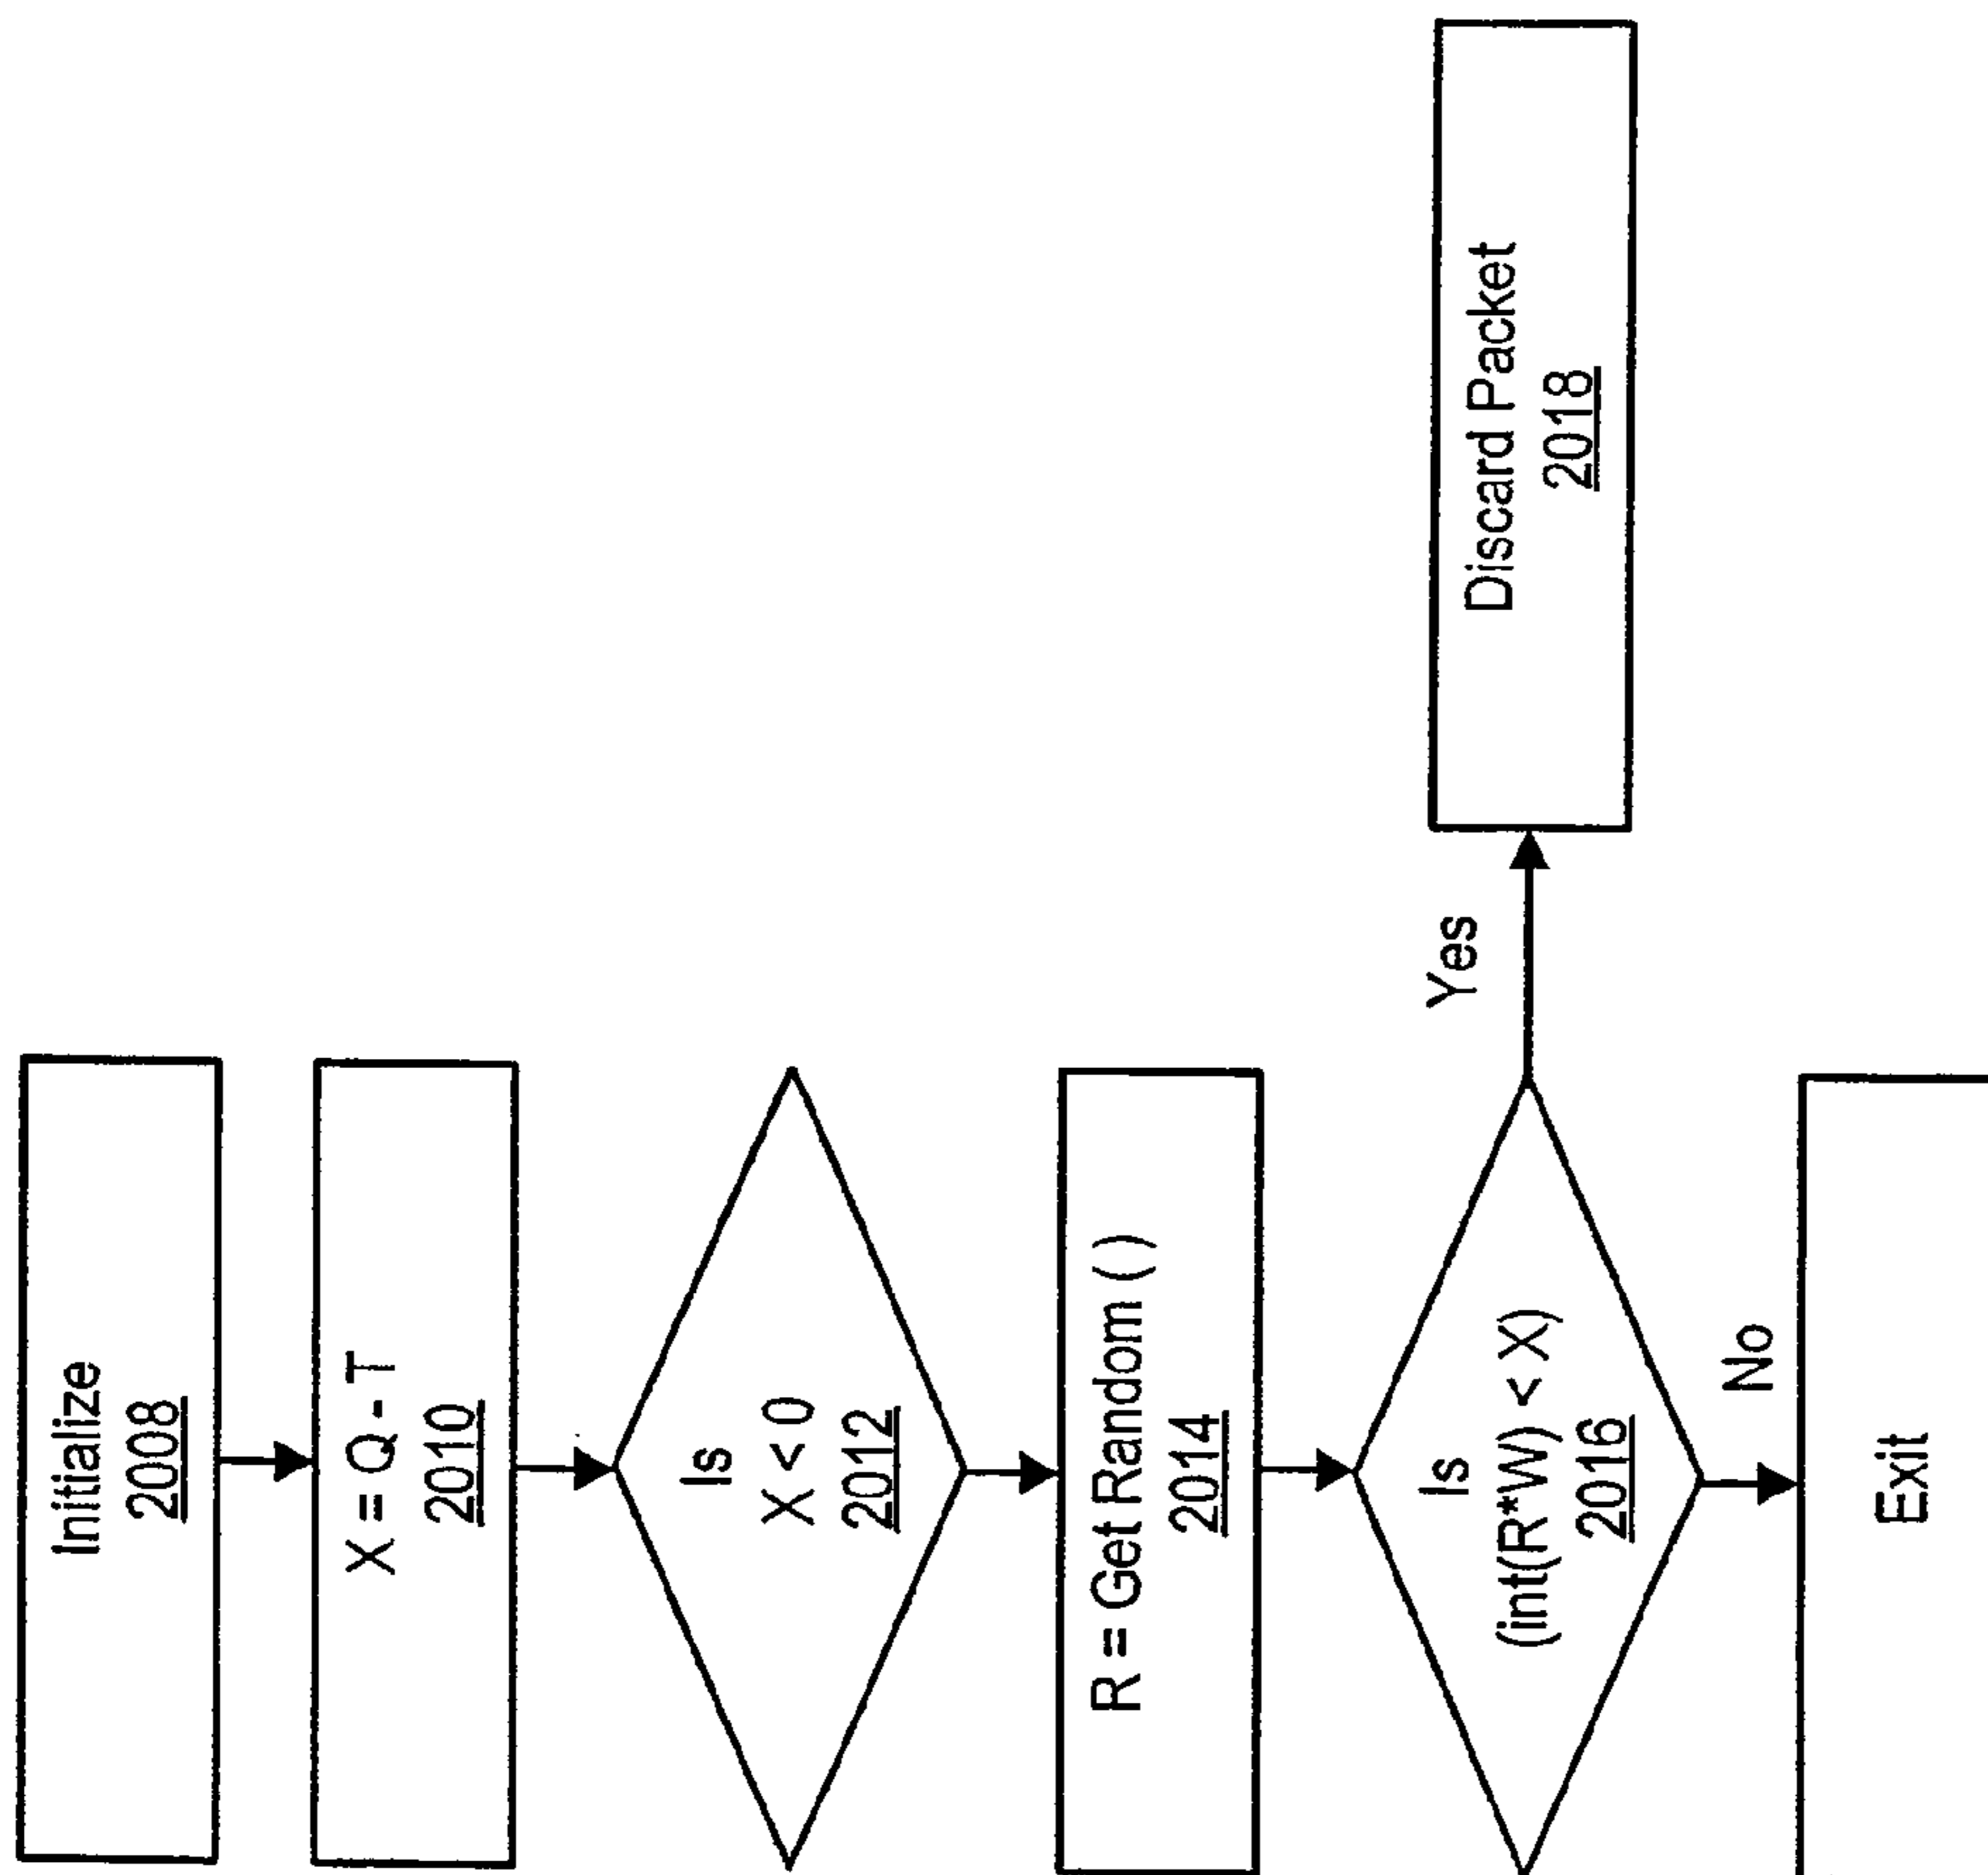 Initialize
2008
X = Q - T
2010
Is
X < 0
2012
R = Get Random ( )
2014
Is
(int(R*W) < X)
2016
Yes
Discard Packet
2018
No
Exit